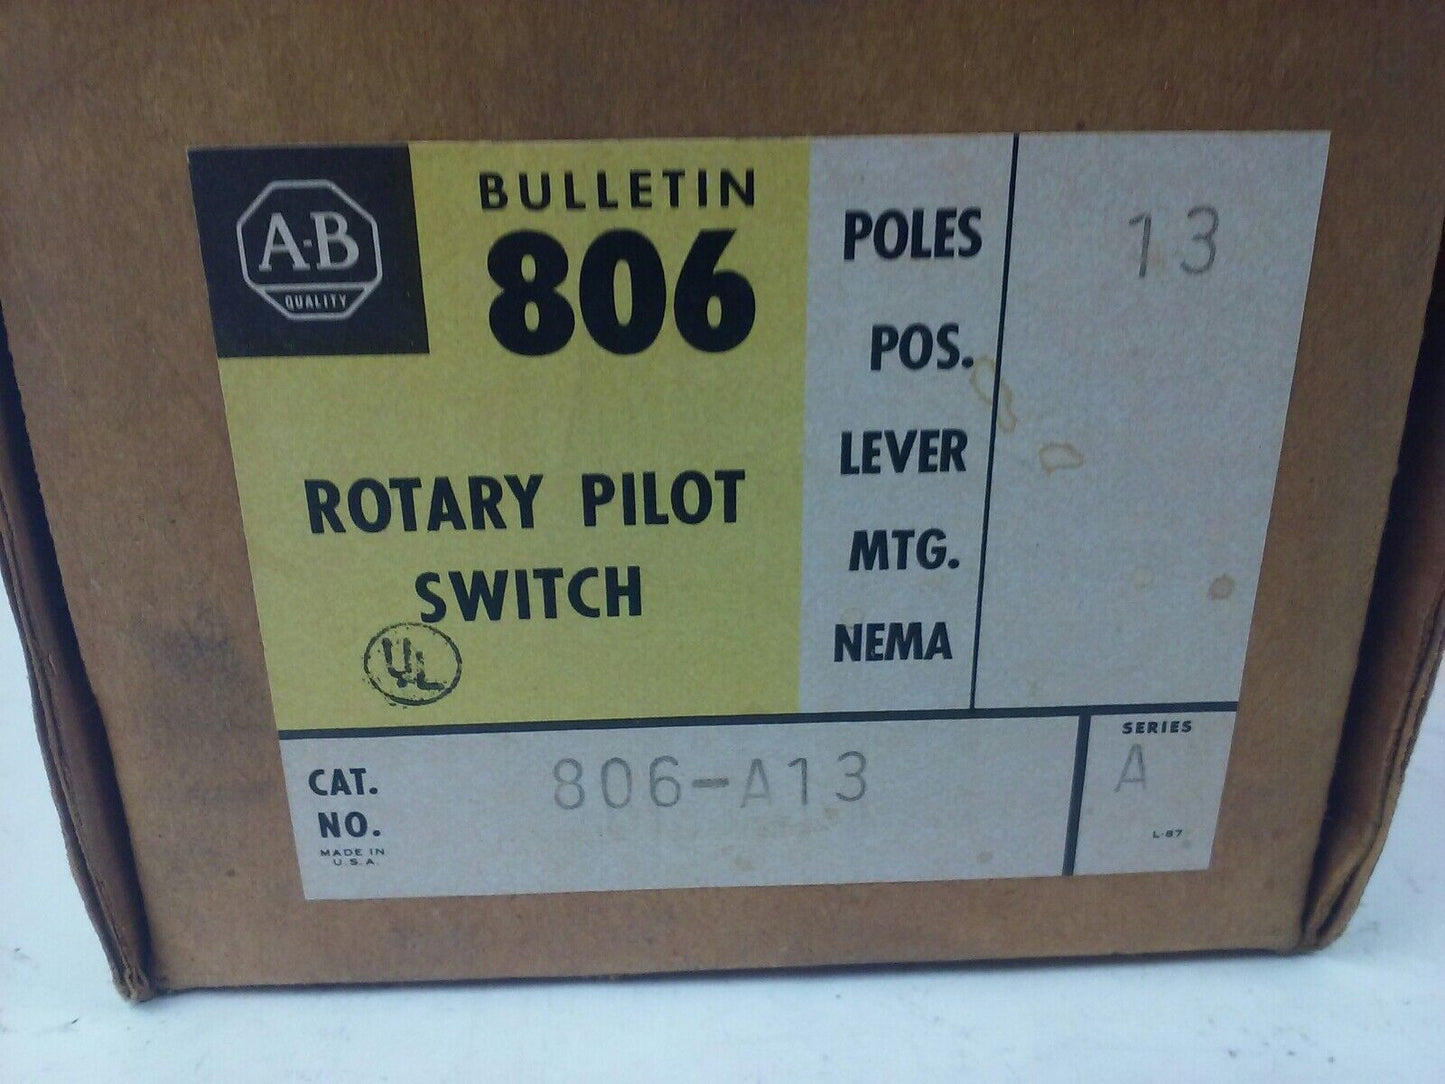 A-B
QUALITY
BULLETIN
806
ROTARY PILOT
SWITCH
UL
POLES 13
POS.
LEVER
MTG.
NEMA
CAT.
NO.
806-A13
MADE IN
U.S.A.
SERIES
A
L-87